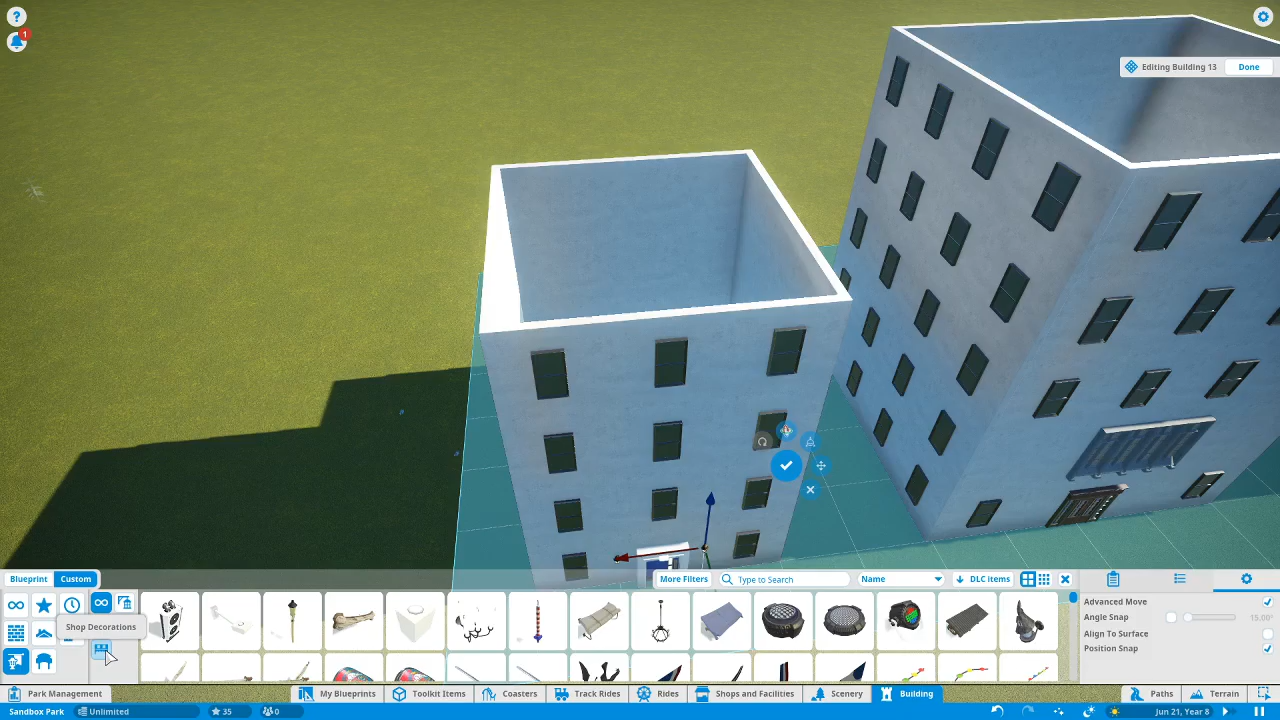 ?
1
Editing Building 13 Done
Blueprint Custom
More Filters Type to Search Name DLC items
Shop Decorations
Advanced Move
Angle Snap 15.00°
Align To Surface
Position Snap
Park Management My Blueprints Toolkit Items Coasters Track Rides Rides Shops and Facilities Scenery Building Paths Terrain
Sandbox Park Unlimited 35 0 Jun 21, Year 8